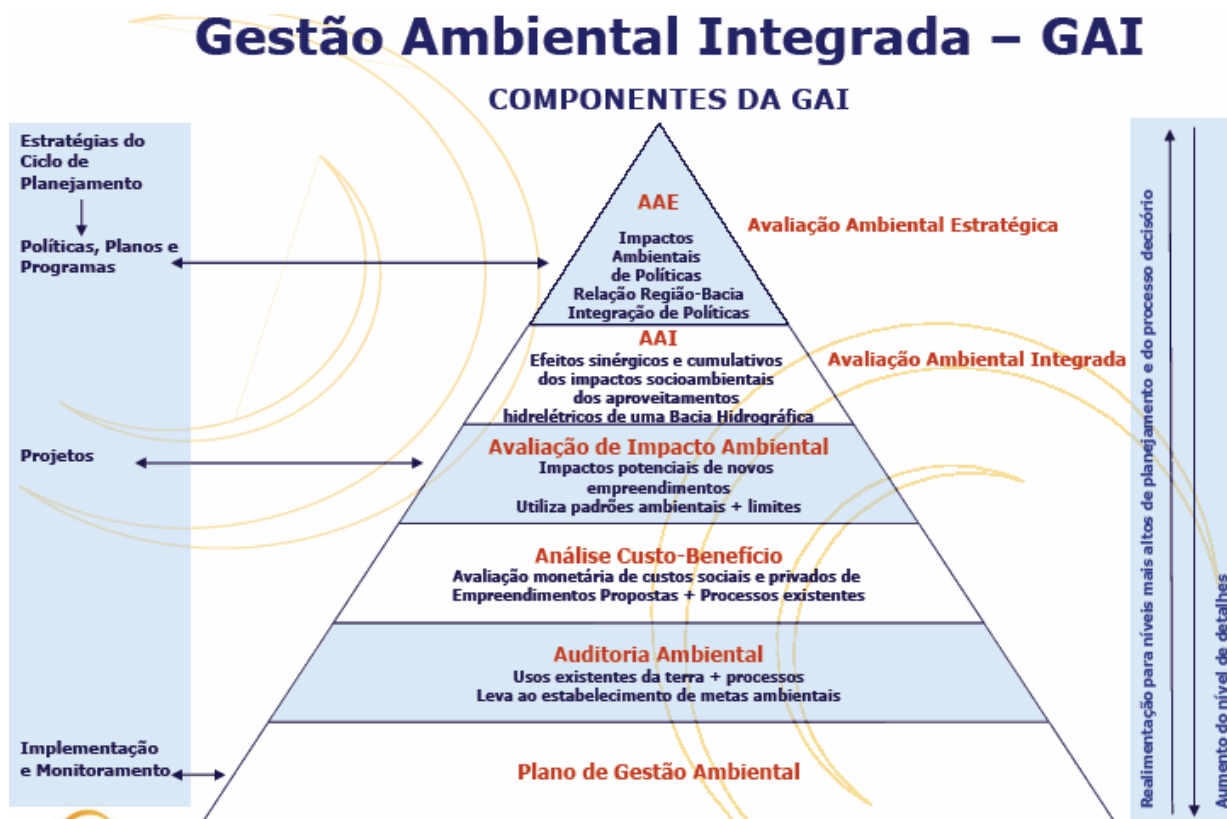 Gestão Ambiental Integrada – GAI
COMPONENTES DA GAI
Estratégias do
Ciclo de
Planejamento
Políticas, Planos e
Programas
Projetos
Implementação
e Monitoramento
AAE
Impactos
Ambientais
de Políticas
Relação Região-Bacia
Integração de Políticas
Avaliação Ambiental Estratégica
AAI
Efeitos sinérgicos e cumulativos
dos impactos socioambientais
dos aproveitamentos
hidrelétricos de uma Bacia Hidrográfica
Avaliação Ambiental Integrada
Avaliação de Impacto Ambiental
Impactos potenciais de novos
empreendimentos
Utiliza padrões ambientais + limites
Análise Custo-Benefício
Avaliação monetária de custos sociais e privados de
Empreendimentos Propostas + Processos existentes
Auditoria Ambiental
Usos existentes da terra + processos
Leva ao estabelecimento de metas ambientais
Plano de Gestão Ambiental
Realimentação para níveis mais altos de planejamento e do processo decisório
Aumento do nível de detalhes